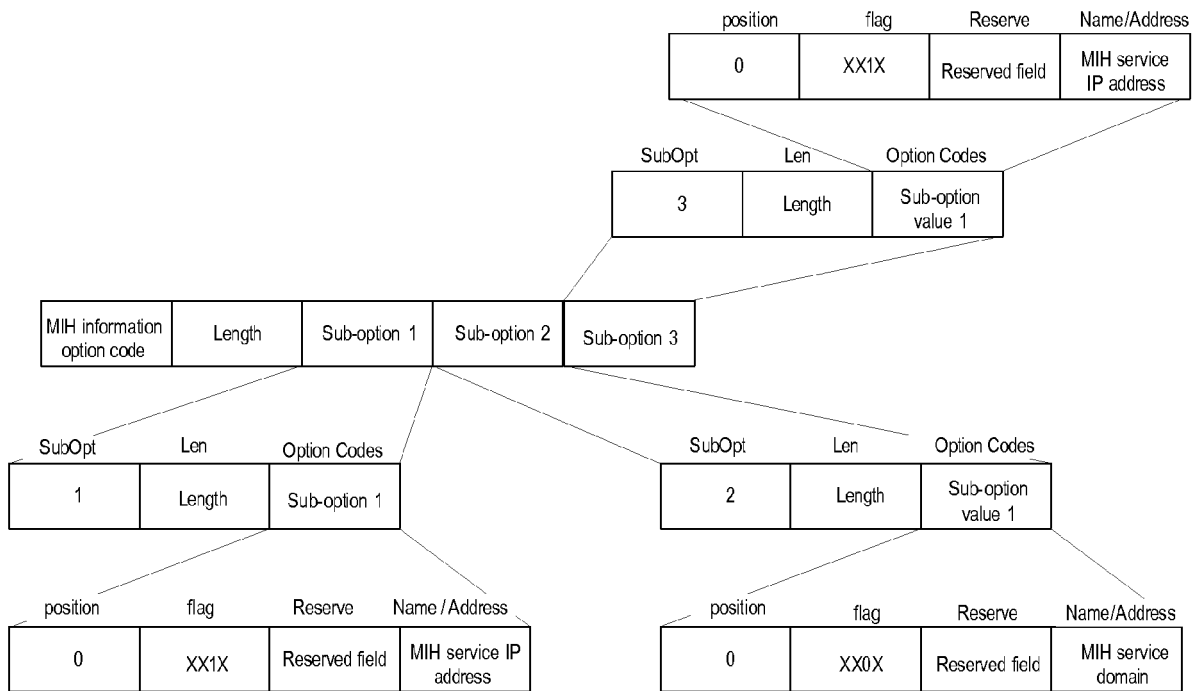 position flag Reserve Name/Address
0 XX1X Reserved field MIH service
IP address
SubOpt Len Option Codes
3 Length Sub-option
value 1
MIH information
option code Length Sub-option 1 Sub-option 2 Sub-option 3
SubOpt Len Option Codes
1 Length Sub-option 1
SubOpt Len Option Codes
2 Length Sub-option
value 1
position flag Reserve Name / Address
0 XX1X Reserved field MIH service IP
address
position flag Reserve Name/Address
0 XX0X Reserved field MIH service
domain